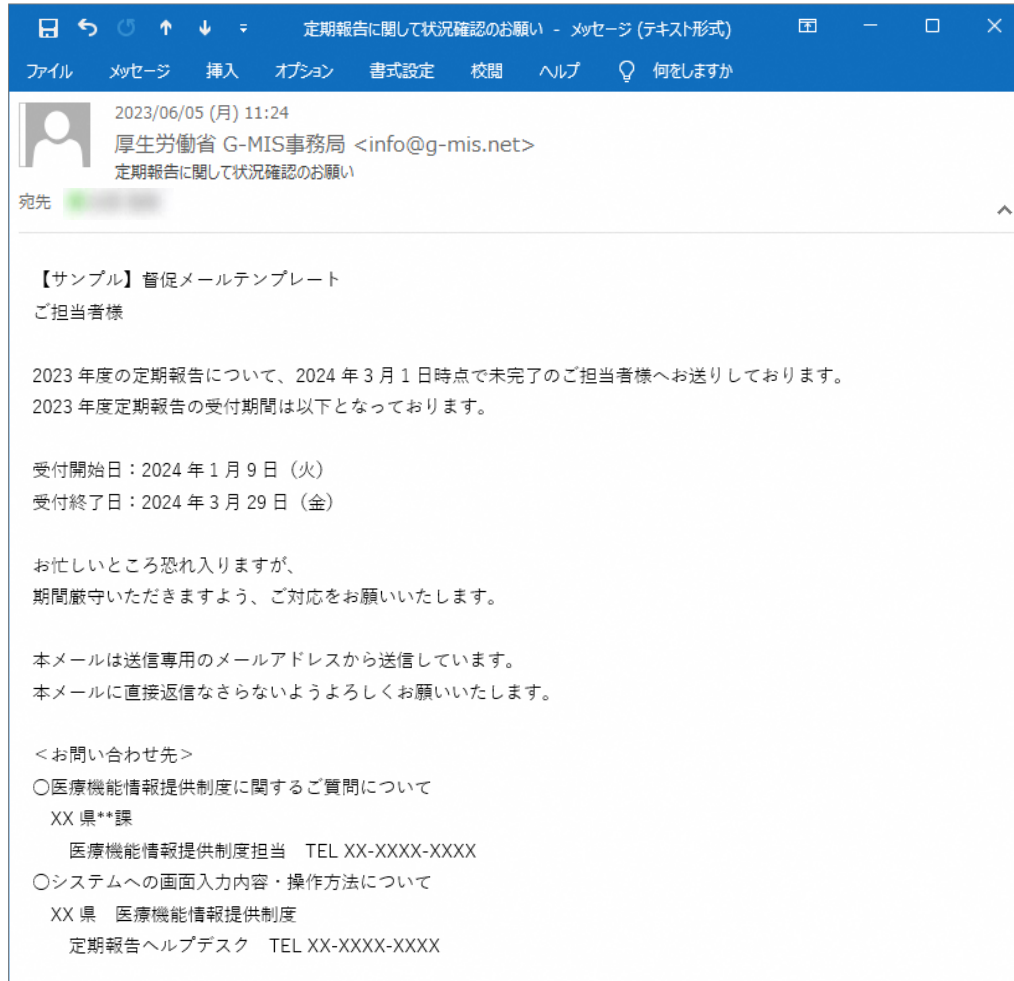 定期報告に関して状況確認のお願い - メッセージ (テキスト形式)
ファイル メッセージ 挿入 オプション 書式設定 校閲 ヘルプ 何をしますか
2023/06/05 (月) 11:24
厚生労働省 G-MIS事務局 <info@g-mis.net>
定期報告に関して状況確認のお願い
宛先
【サンプル】督促メールテンプレート
ご担当者様
2023 年度の定期報告について、2024 年 3 月 1 日時点で未完了のご担当者様へお送りしております。
2023 年度定期報告の受付期間は以下となっております。
受付開始日：2024 年 1 月 9 日（火）
受付終了日：2024 年 3 月 29 日（金）
お忙しいところ恐れ入りますが、
期間厳守いただきますよう、ご対応をお願いいたします。
本メールは送信専用のメールアドレスから送信しています。
本メールに直接返信なさらないようよろしくお願いいたします。
＜お問い合わせ先＞
○医療機能情報提供制度に関するご質問について
XX 県**課
医療機能情報提供制度担当　TEL XX-XXXX-XXXX
○システムへの画面入力内容・操作方法について
XX 県　医療機能情報提供制度
定期報告ヘルプデスク　TEL XX-XXXX-XXXX